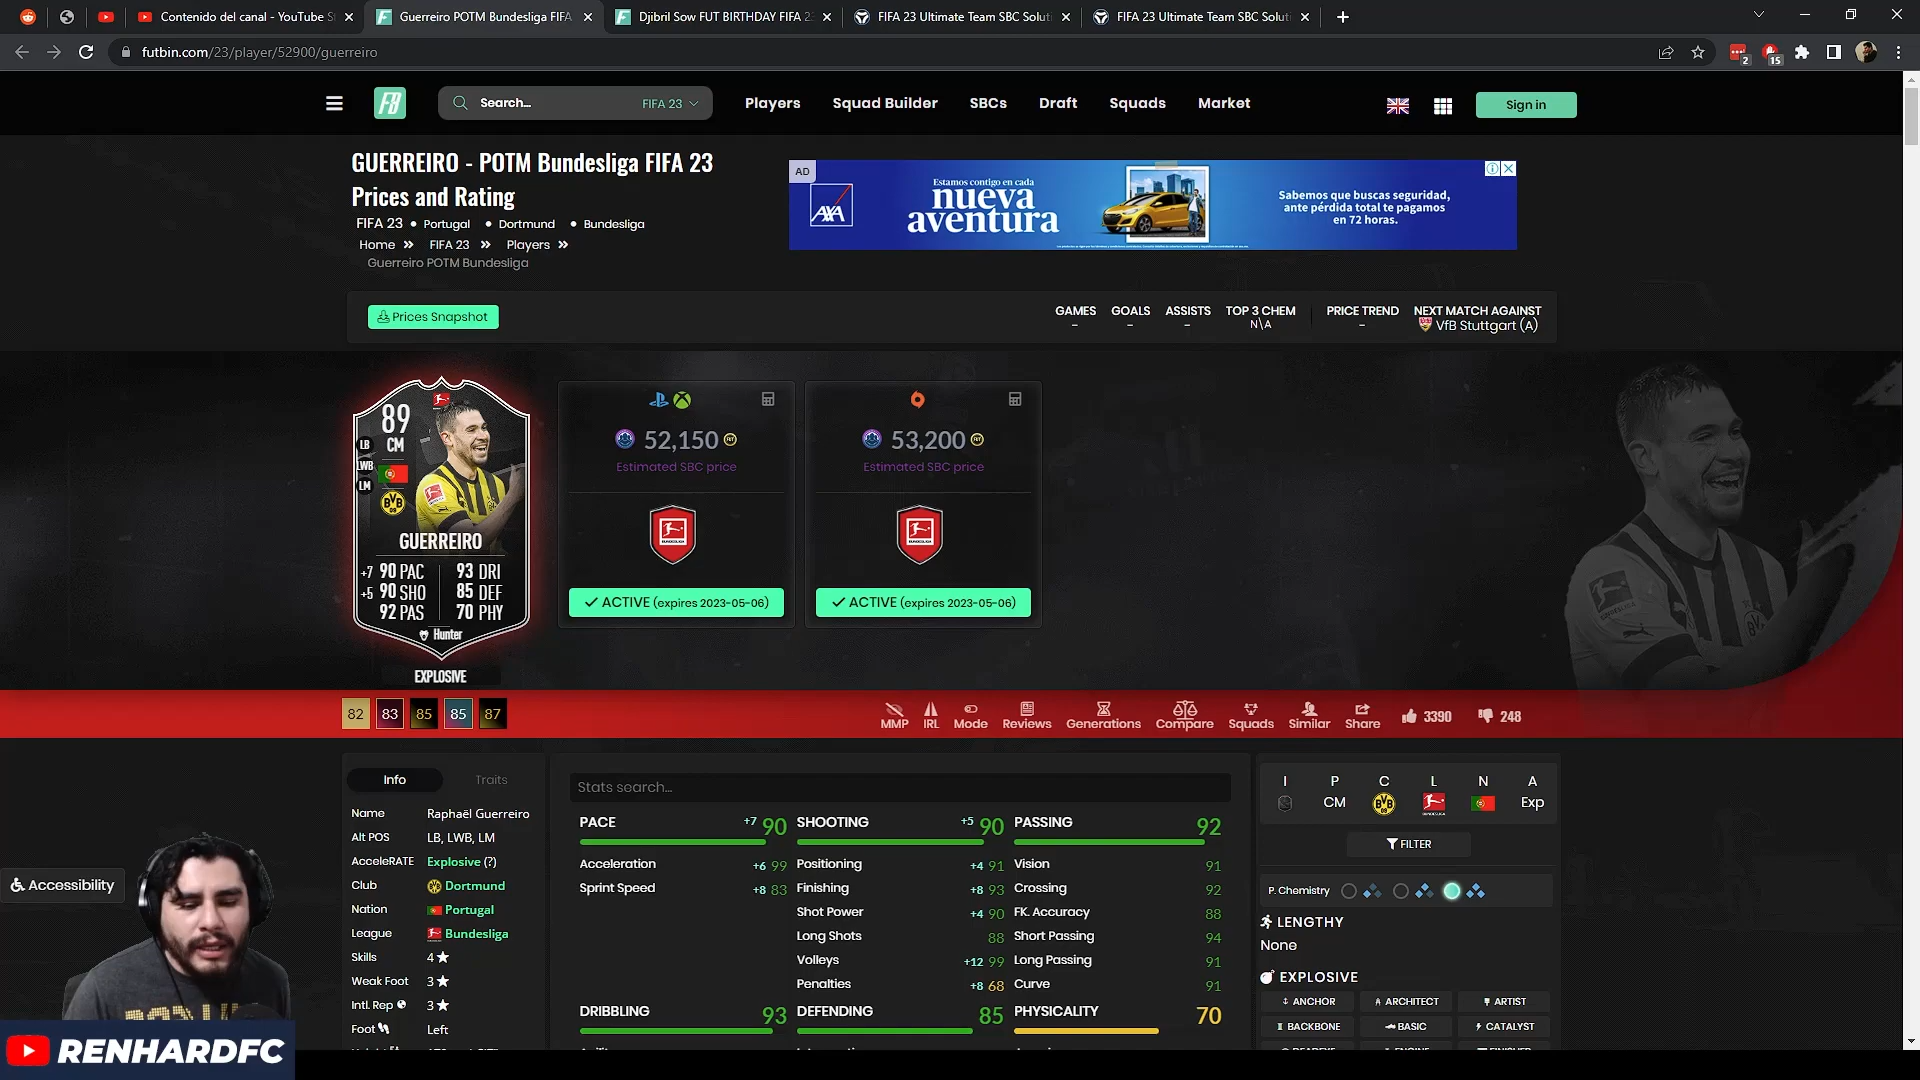 Contenido del canal - YouTube S
Guerreiro POTM Bundesliga FIFA
Djibril Sow FUT BIRTHDAY FIFA 2
FIFA 23 Ultimate Team SBC Soluti
FIFA 23 Ultimate Team SBC Soluti
futbin.com/23/player/52900/guerreiro
2
15
FB
Search...
FIFA 23
Players
Squad Builder
SBCs
Draft
Squads
Market
Sign in
GUERREIRO - POTM Bundesliga FIFA 23
Prices and Rating
FIFA 23 • Portugal • Dortmund • Bundesliga
Home » FIFA 23 » Players »
Guerreiro POTM Bundesliga
AD
AXA
Estamos contigo en cada
nueva
aventura
Sabemos que buscas seguridad,
ante pérdida total te pagamos
en 72 horas.
Prices Snapshot
GAMES
-
GOALS
-
ASSISTS
-
TOP 3 CHEM
N\A
PRICE TREND
-
NEXT MATCH AGAINST
VfB Stuttgart (A)
89
CM
LB
LWB
LM
BVB
09
GUERREIRO
+7 90 PAC
93 DRI
+5 90 SHO
85 DEF
92 PAS
70 PHY
Hunter
EXPLOSIVE
52,150
Estimated SBC price
BUNDESLIGA
ACTIVE (expires 2023-05-06)
53,200
Estimated SBC price
BUNDESLIGA
ACTIVE (expires 2023-05-06)
82
83
85
85
87
MMP
IRL
Mode
Reviews
Generations
Compare
Squads
Similar
Share
3390
248
Info
Traits
Name Raphaël Guerreiro
Alt POS LB, LWB, LM
AcceleRATE Explosive (?)
Club Dortmund
Nation Portugal
League Bundesliga
Skills 4
Weak Foot 3
Intl. Rep 3
Foot Left
Stats search...
PACE +7 90
Acceleration +6 99
Sprint Speed +8 83
SHOOTING +5 90
Positioning +4 91
Finishing +8 93
Shot Power +4 90
Long Shots 88
Volleys +12 99
Penalties +8 68
PASSING 92
Vision 91
Crossing 92
FK. Accuracy 88
Short Passing 94
Long Passing 91
Curve 91
DRIBBLING 93
DEFENDING 85
PHYSICALITY 70
I
P
C
L
N
A
CM
Exp
FILTER
P. Chemistry
LENGTHY
None
EXPLOSIVE
ANCHOR
ARCHITECT
ARTIST
BACKBONE
BASIC
CATALYST
Accessibility
RENHARDFC